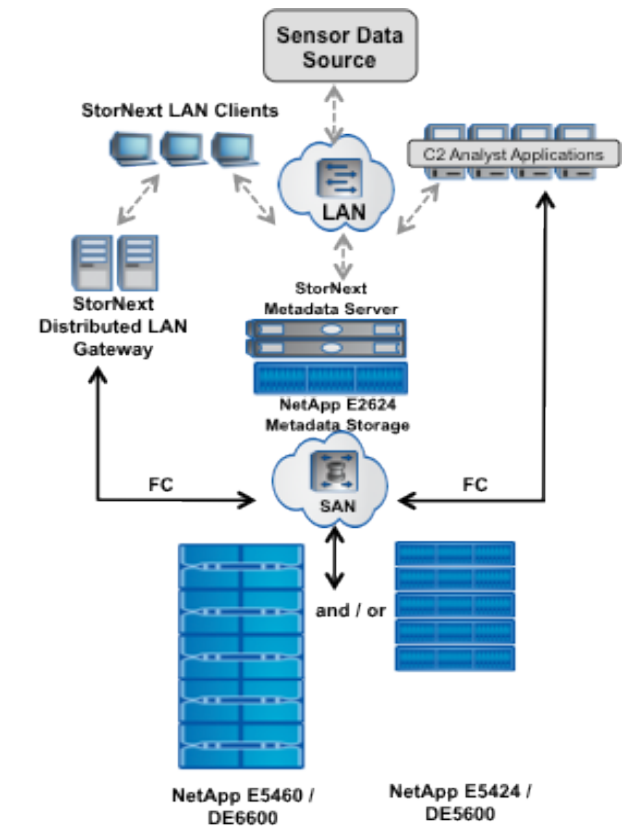 Sensor Data
Source
StorNext LAN Clients
C2 Analyst Applications
LAN
StorNext
Distributed LAN
Gateway
StorNext
Metadata Server
NetApp E2624
Metadata Storage
FC
FC
SAN
and / or
NetApp E5460 /
DE6600
NetApp E5424 /
DE5600